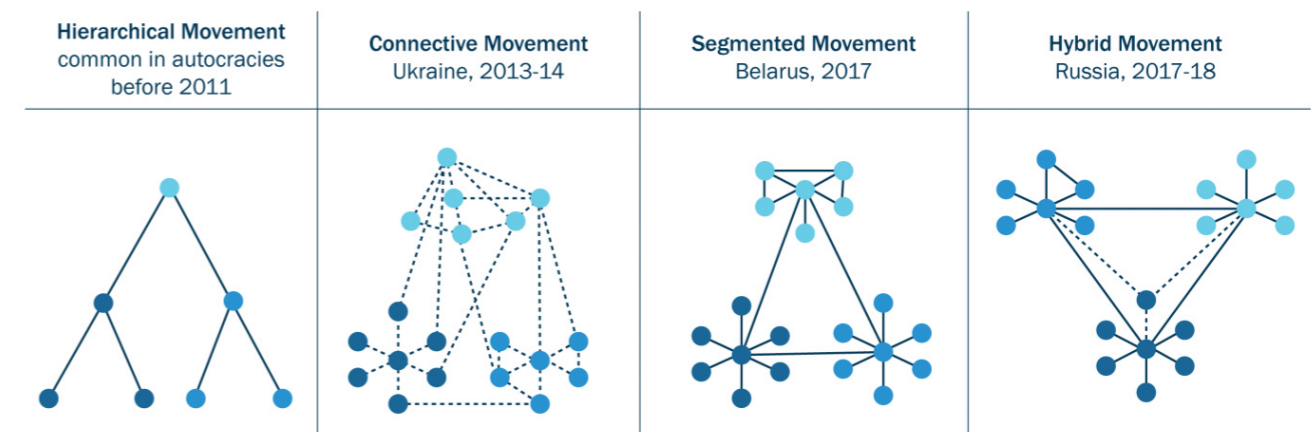 Hierarchical Movement
common in autocracies
before 2011
Connective Movement
Ukraine, 2013-14
Segmented Movement
Belarus, 2017
Hybrid Movement
Russia, 2017-18